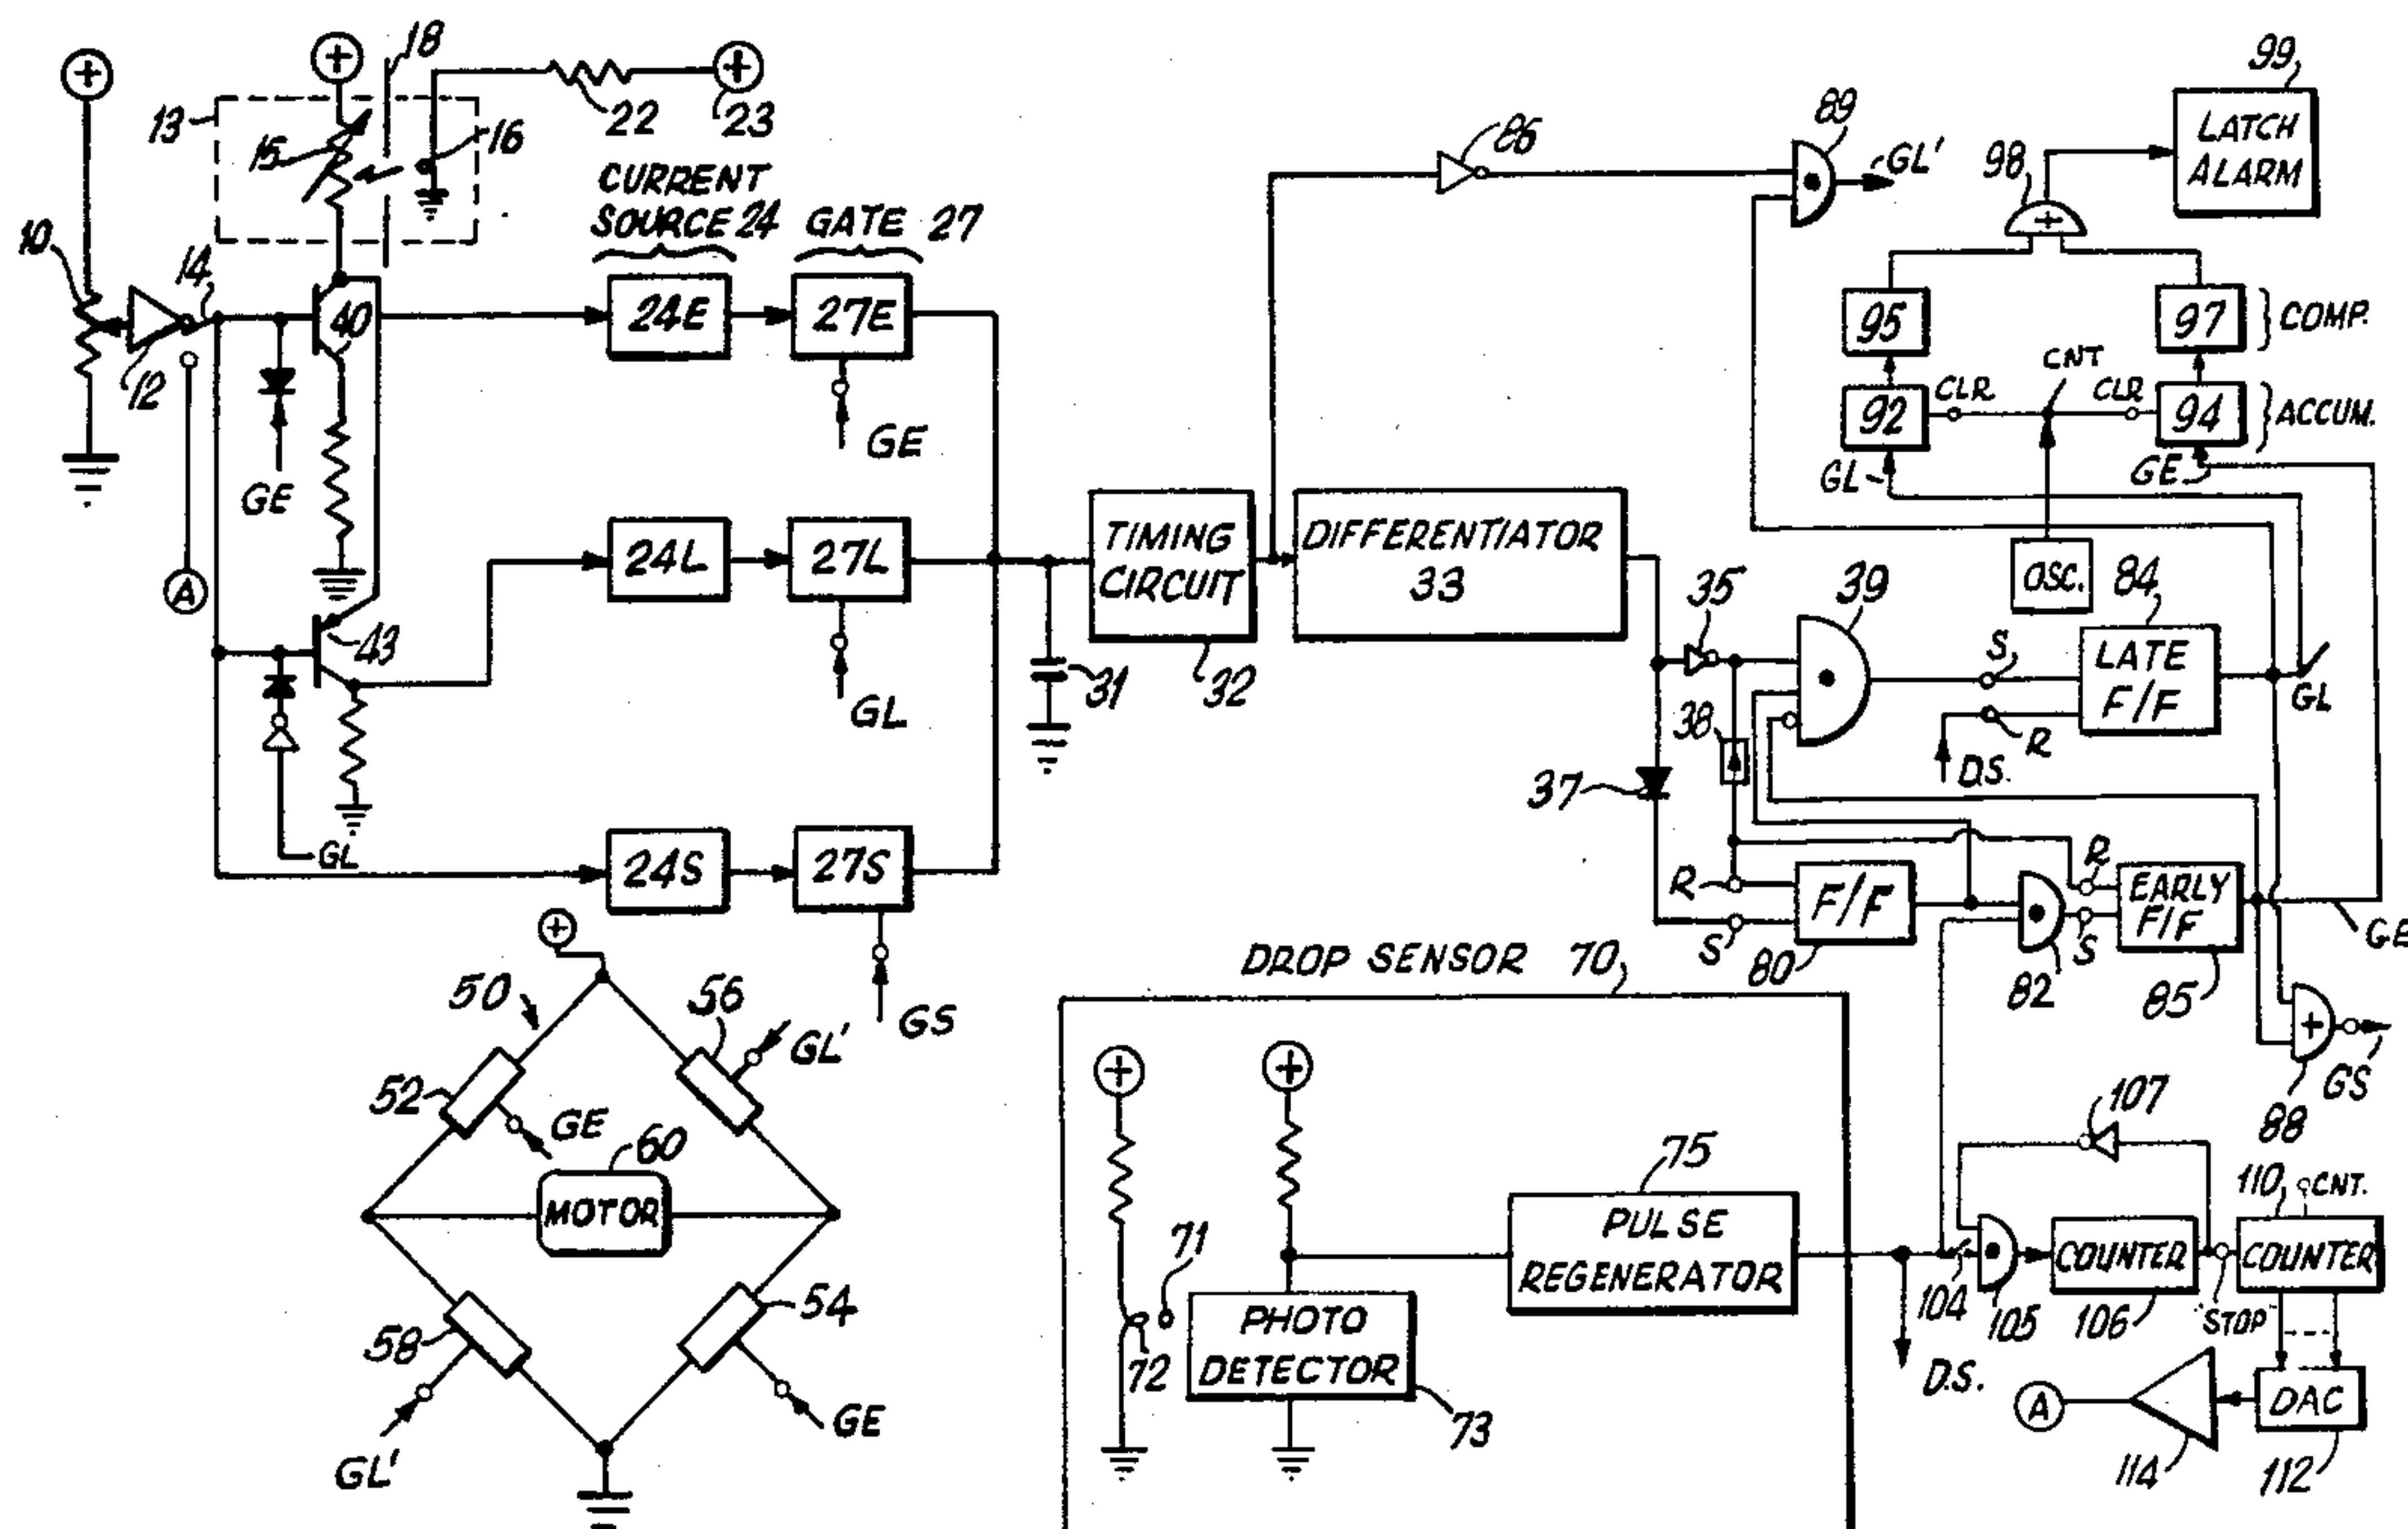 18
13
15
16
22
23
CURRENT
SOURCE 24
GATE 27
10
12
14
40
GE
A
24E
27E
GE
43
GL
24L
27L
GL
24S
27S
GS
31
TIMING
CIRCUIT
32
DIFFERENTIATOR
33
86
89
GL'
99
LATCH
ALARM
98
95
97
COMP.
CNT
CLR
CLR
92
94
ACCUM.
GL
GE
OSC.
84
35
39
S
LATE
F/F
GL
R
D.S.
38
37
R
S
F/F
80
82
R
S
EARLY
F/F
85
GE
88
GS
50
52
56
GL'
GE
60
MOTOR
58
54
GL'
GE
DROP SENSOR 70
71
72
PHOTO
DETECTOR
73
75
PULSE
REGENERATOR
D.S.
104
105
107
COUNTER
106
"STOP"
110
CNT.
COUNTER
A
114
DAC
112